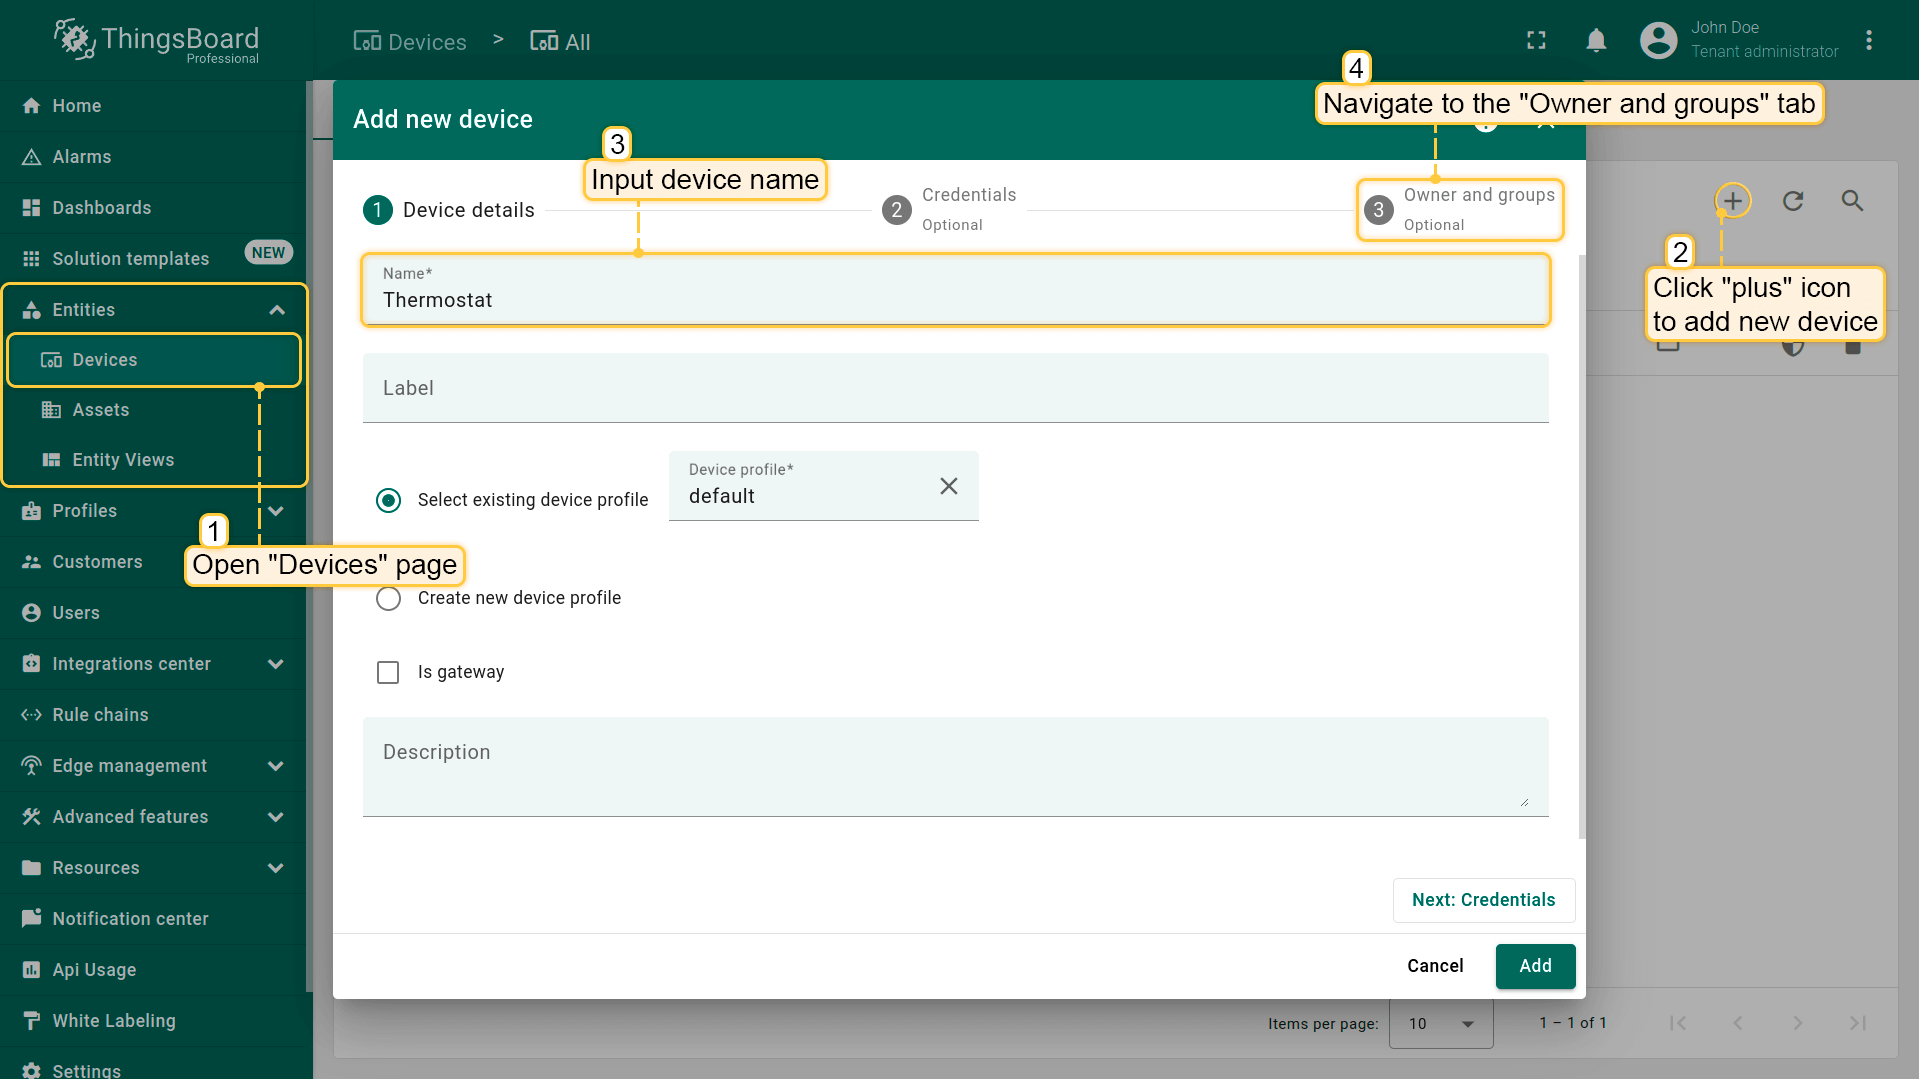 ThingsBoard
Professional
Devices > All
John Doe
Tenant administrator
Home
Alarms
Dashboards
Solution templates NEW
Entities
Devices
Assets
Entity Views
Profiles
Customers
Users
Integrations center
Rule chains
Edge management
Advanced features
Resources
Notification center
Api Usage
White Labeling
Settings
1
Open "Devices" page
2
Click "plus" icon
to add new device
3
Input device name
4
Navigate to the "Owner and groups" tab
Add new device
1 Device details
2 Credentials
Optional
3 Owner and groups
Optional
Name*
Thermostat
Label
Select existing device profile
Device profile*
default
Create new device profile
Is gateway
Description
Next: Credentials
Cancel Add
Items per page: 10 1 – 1 of 1